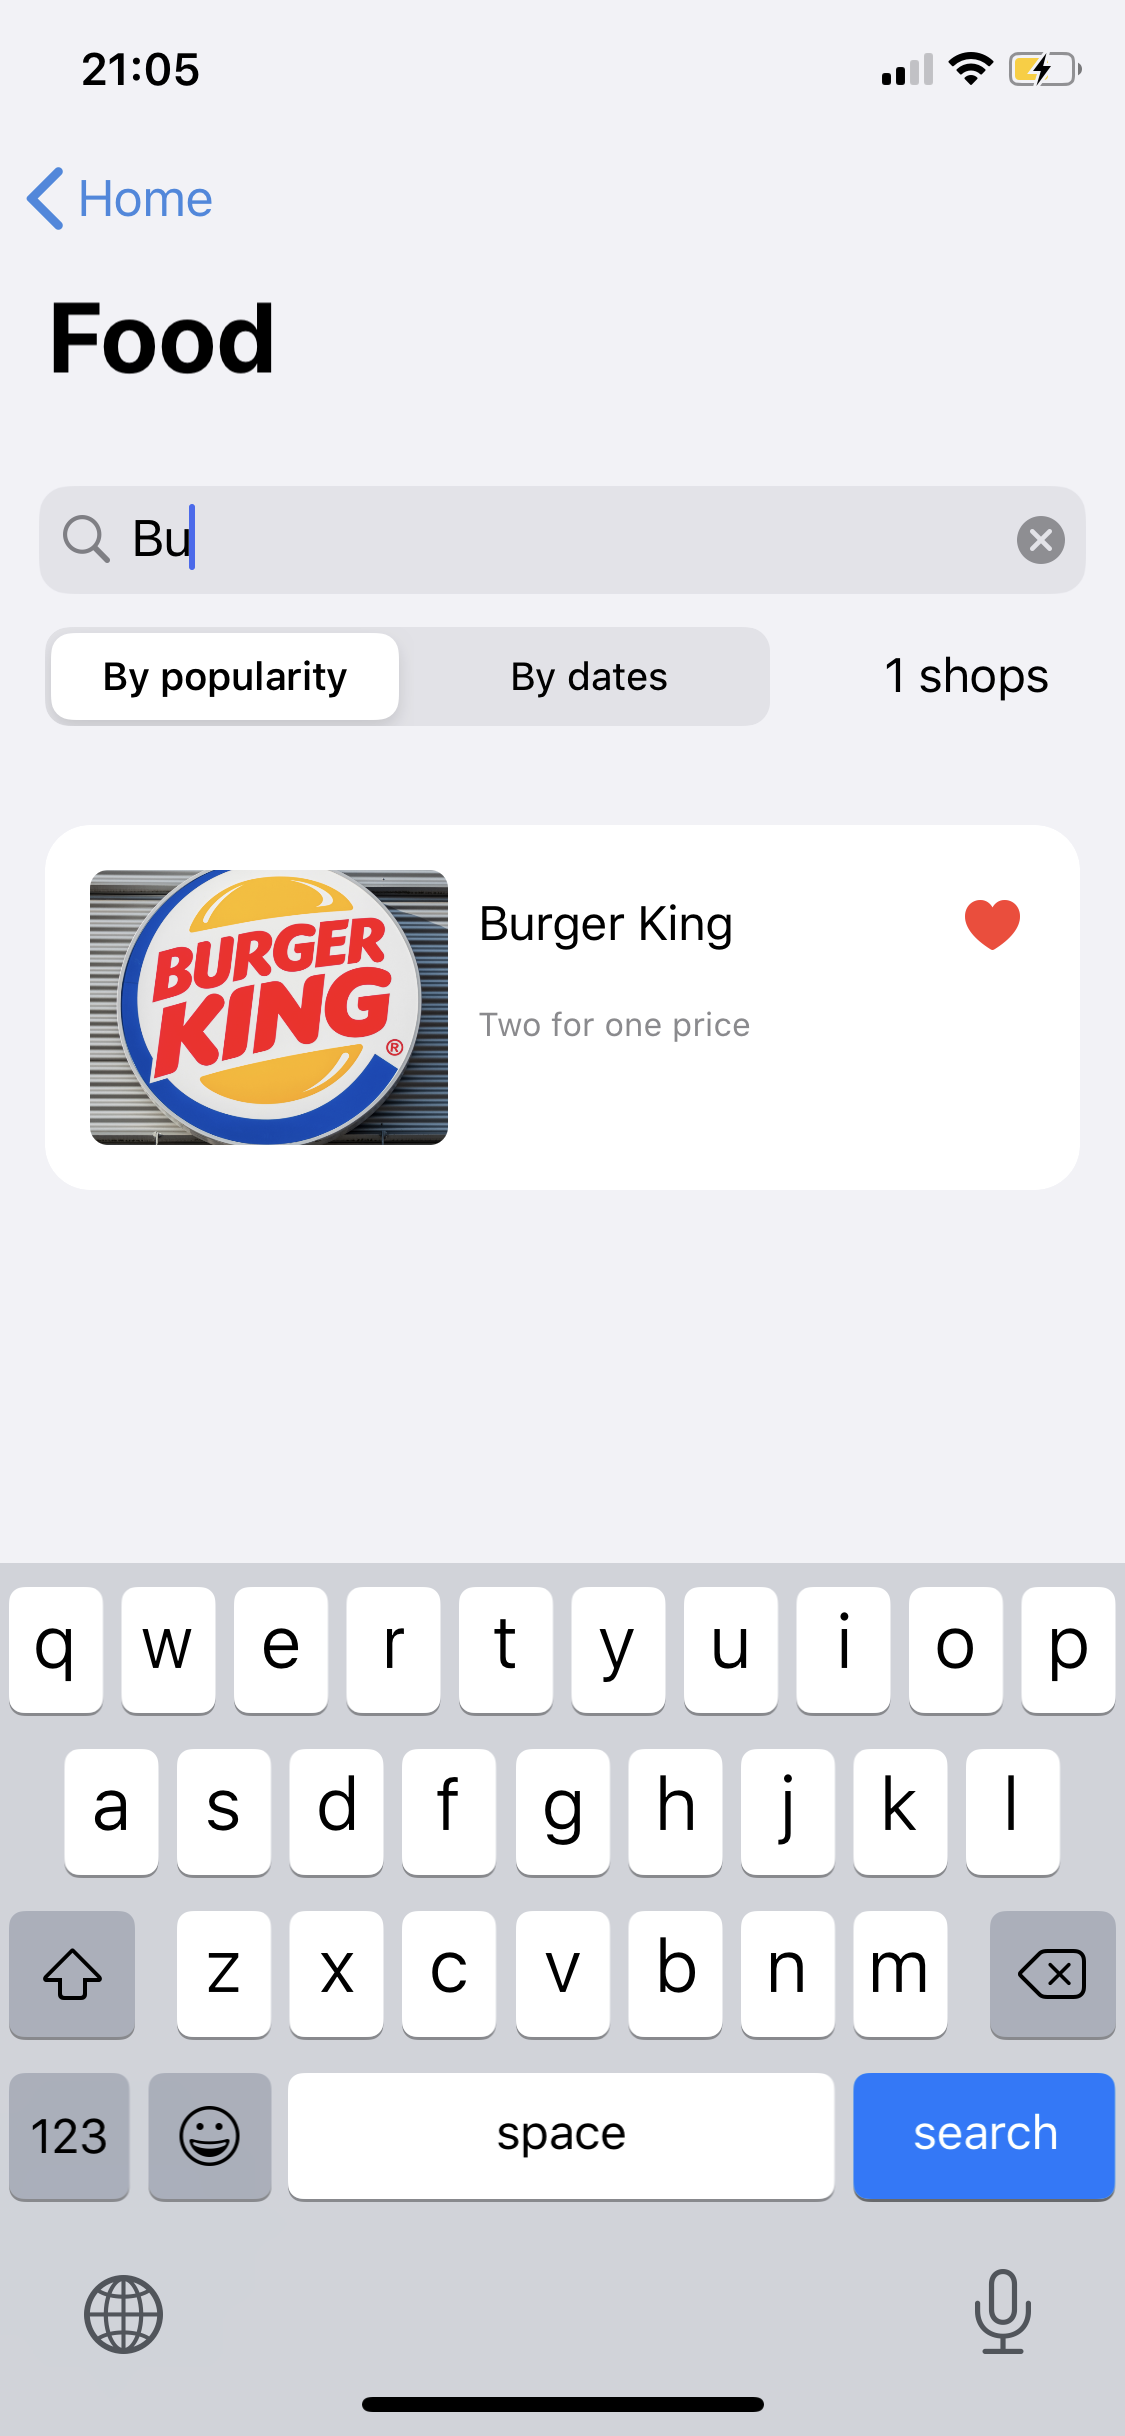 21:05
Home
Food
Bu
By popularity
By dates
1 shops
BURGER
KING
®
Burger King
Two for one price
q w e r t y u i o p
a s d f g h j k l
z x c v b n m
123 space search